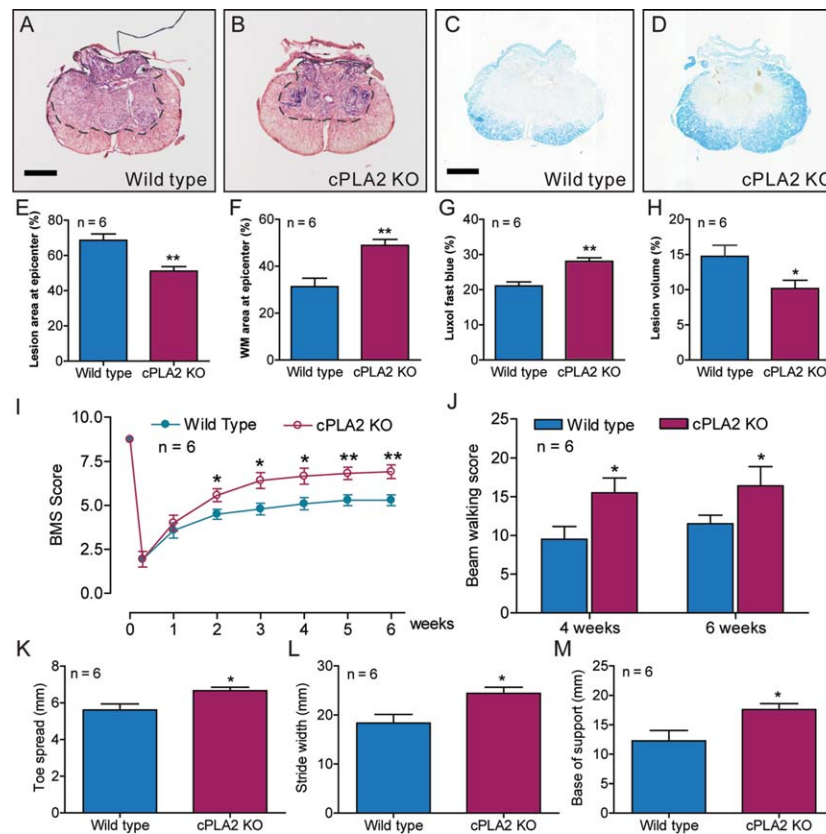 A
B
C
D
Wild type
cPLA2 KO
Wild type
cPLA2 KO
E
n = 6
Lesion area at epicenter (%)
80
60
40
20
0
**
Wild type
cPLA2 KO
F
n = 6
WM area at epicenter (%)
60
40
20
0
**
Wild type
cPLA2 KO
G
n = 6
Luxol fast blue (%)
40
30
20
10
0
**
Wild type
cPLA2 KO
H
n = 6
Lesion volume (%)
20
15
10
5
0
*
Wild type
cPLA2 KO
I
Wild Type
cPLA2 KO
n = 6
BMS Score
10.0
7.5
5.0
2.5
0.0
*
*
*
**
**
0 1 2 3 4 5 6 weeks
J
Wild type
cPLA2 KO
n = 6
Beam walking score
25
20
15
10
5
0
*
*
4 weeks
6 weeks
K
n = 6
Toe spread (mm)
8
6
4
2
0
*
Wild type
cPLA2 KO
L
n = 6
Stride width (mm)
30
20
10
0
*
Wild type
cPLA2 KO
M
n = 6
Base of support (mm)
25
20
15
10
5
0
*
Wild type
cPLA2 KO